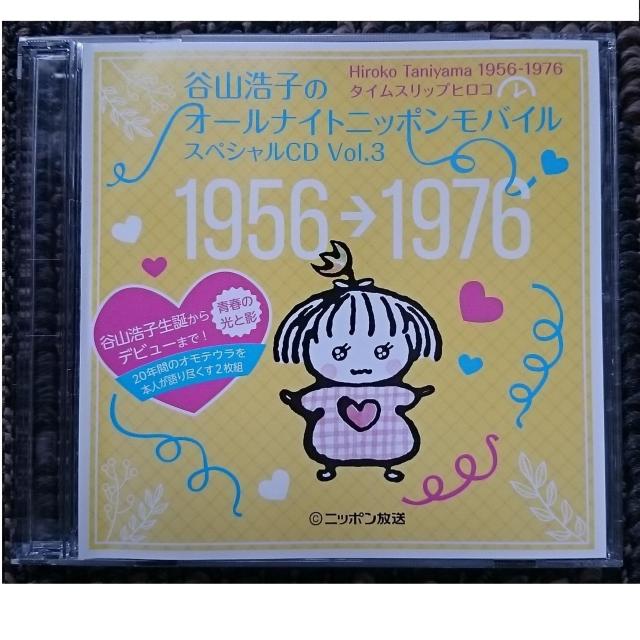 Hiroko Taniyama 1956-1976
タイムスリップヒロコ
谷山浩子の
オールナイトニッポンモバイル
スペシャルCD Vol.3
1956→1976
青春の
光と影
谷山浩子生誕から
デビューまで!
20年間のオモテウラを
本人が語り尽くす2枚組
©ニッポン放送